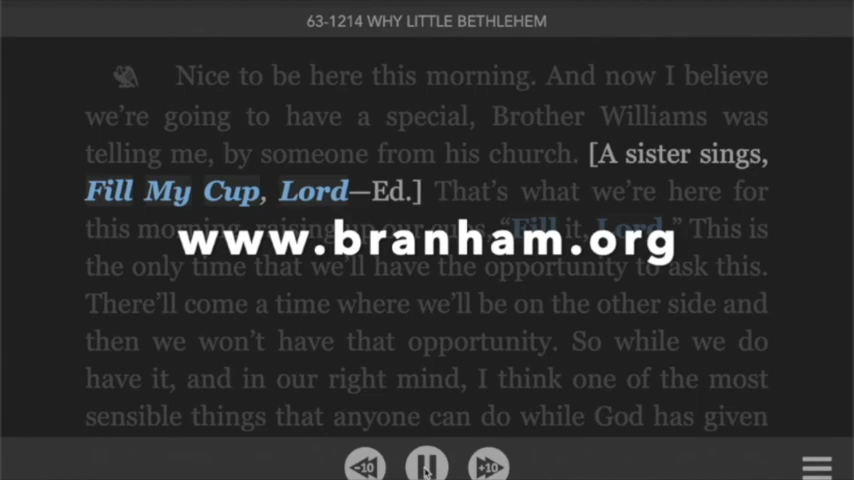 63-1214 WHY LITTLE BETHLEHEM
Nice to be here this morning. And now I believe
we're going to have a special, Brother Williams was
telling me, by someone from his church. [A sister sings,
Fill My Cup, Lord—Ed.] That's what we're here for
this morning, raising up our cups, "Fill it, Lord." This is
www.branham.org
the only time that we'll have the opportunity to ask this.
There'll come a time where we'll be on the other side and
then we won't have that opportunity. So while we do
have it, and in our right mind, I think one of the most
sensible things that anyone can do while God has given
-10
+10